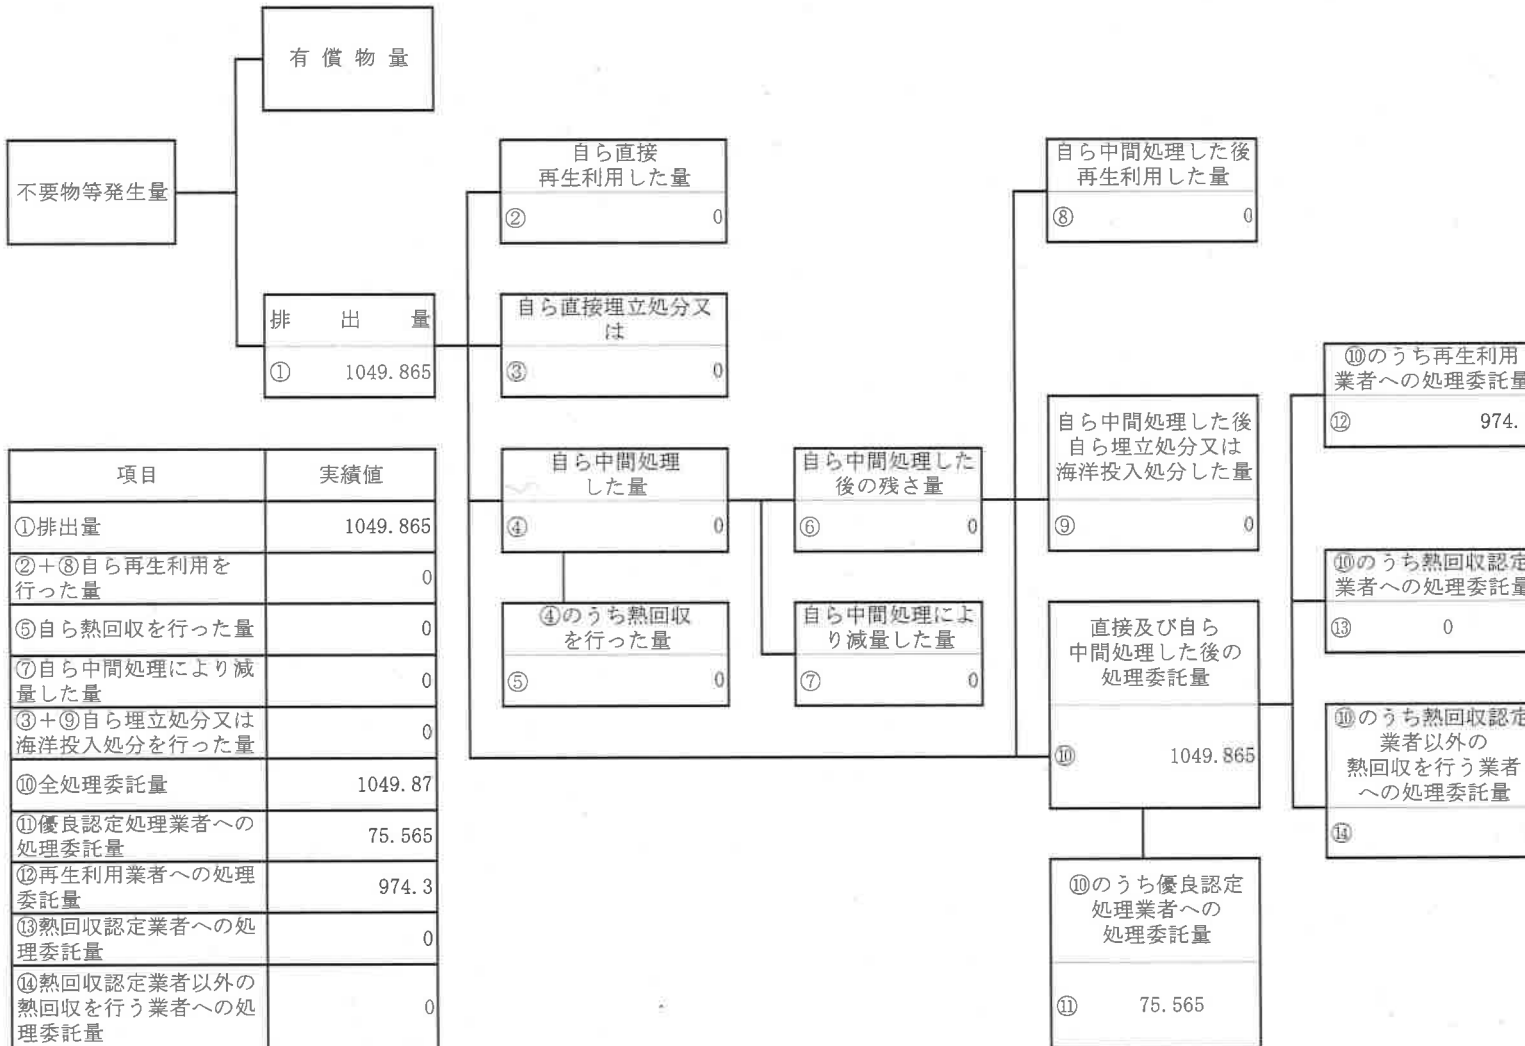 有償物量
不要物等発生量
排出量
① 1049.865
自ら直接
再生利用した量
② 0
自ら直接埋立処分又
は
③ 0
自ら中間処理
した量
④ 0
④のうち熱回収
を行った量
⑤ 0
自ら中間処理した
後の残さ量
⑥ 0
自ら中間処理によ
り減量した量
⑦ 0
自ら中間処理した後
再生利用した量
⑧ 0
自ら中間処理した後
自ら埋立処分又は
海洋投入処分した量
⑨ 0
直接及び自ら
中間処理した後の
処理委託量
⑩ 1049.865
⑩のうち優良認定
処理業者への
処理委託量
⑪ 75.565
⑩のうち再生利用
業者への処理委託量
⑫ 974.
⑩のうち熱回収認定
業者への処理委託量
⑬ 0
⑩のうち熱回収認定
業者以外の
熱回収を行う業者
への処理委託量
⑭
項目 実績値
①排出量 1049.865
②+⑧自ら再生利用を
行った量 0
⑤自ら熱回収を行った量 0
⑦自ら中間処理により減
量した量 0
③+⑨自ら埋立処分又は
海洋投入処分を行った量 0
⑩全処理委託量 1049.87
⑪優良認定処理業者への
処理委託量 75.565
⑫再生利用業者への処理
委託量 974.3
⑬熱回収認定業者への処
理委託量 0
⑭熱回収認定業者以外の
熱回収を行う業者への処
理委託量 0